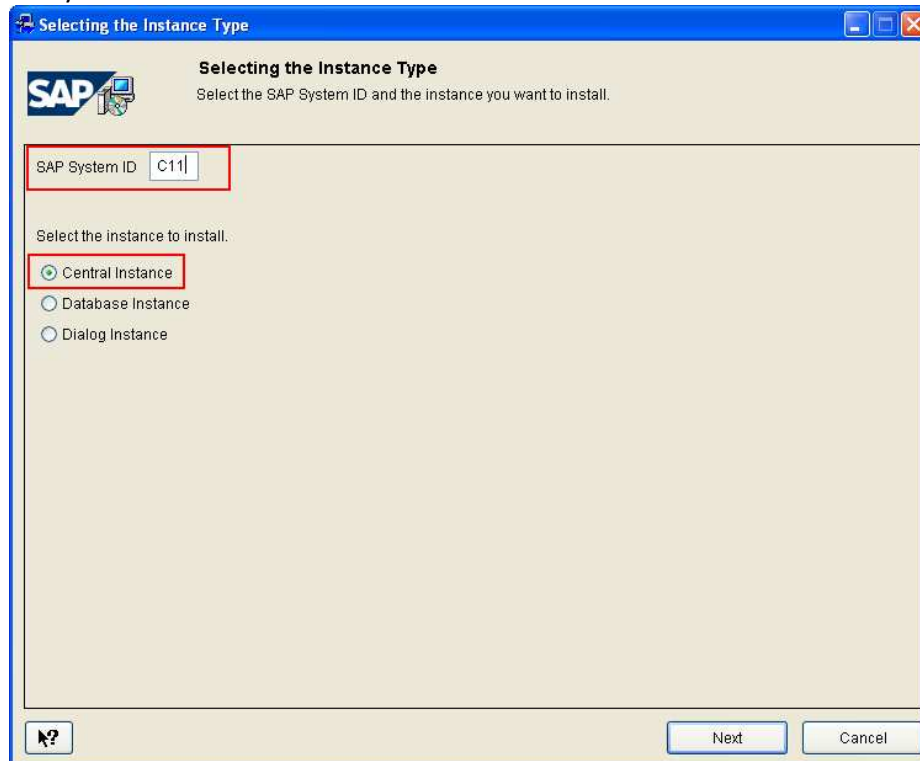 Selecting the Instance Type
Selecting the Instance Type
Select the SAP System ID and the instance you want to install.
SAP
SAP System ID C11
Select the instance to install.
Central Instance
Database Instance
Dialog Instance
?
Next Cancel